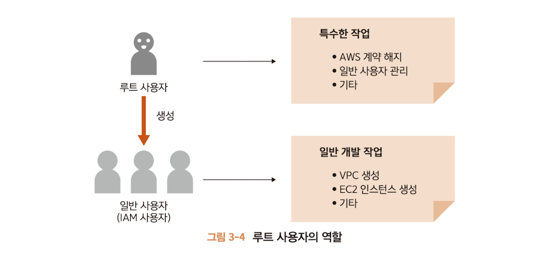 특수한 작업
• AWS 계약 해지
• 일반 사용자 관리
• 기타
루트 사용자
생성
일반 개발 작업
• VPC 생성
• EC2 인스턴스 생성
• 기타
일반 사용자
(IAM 사용자)
그림 3-4 루트 사용자의 역할